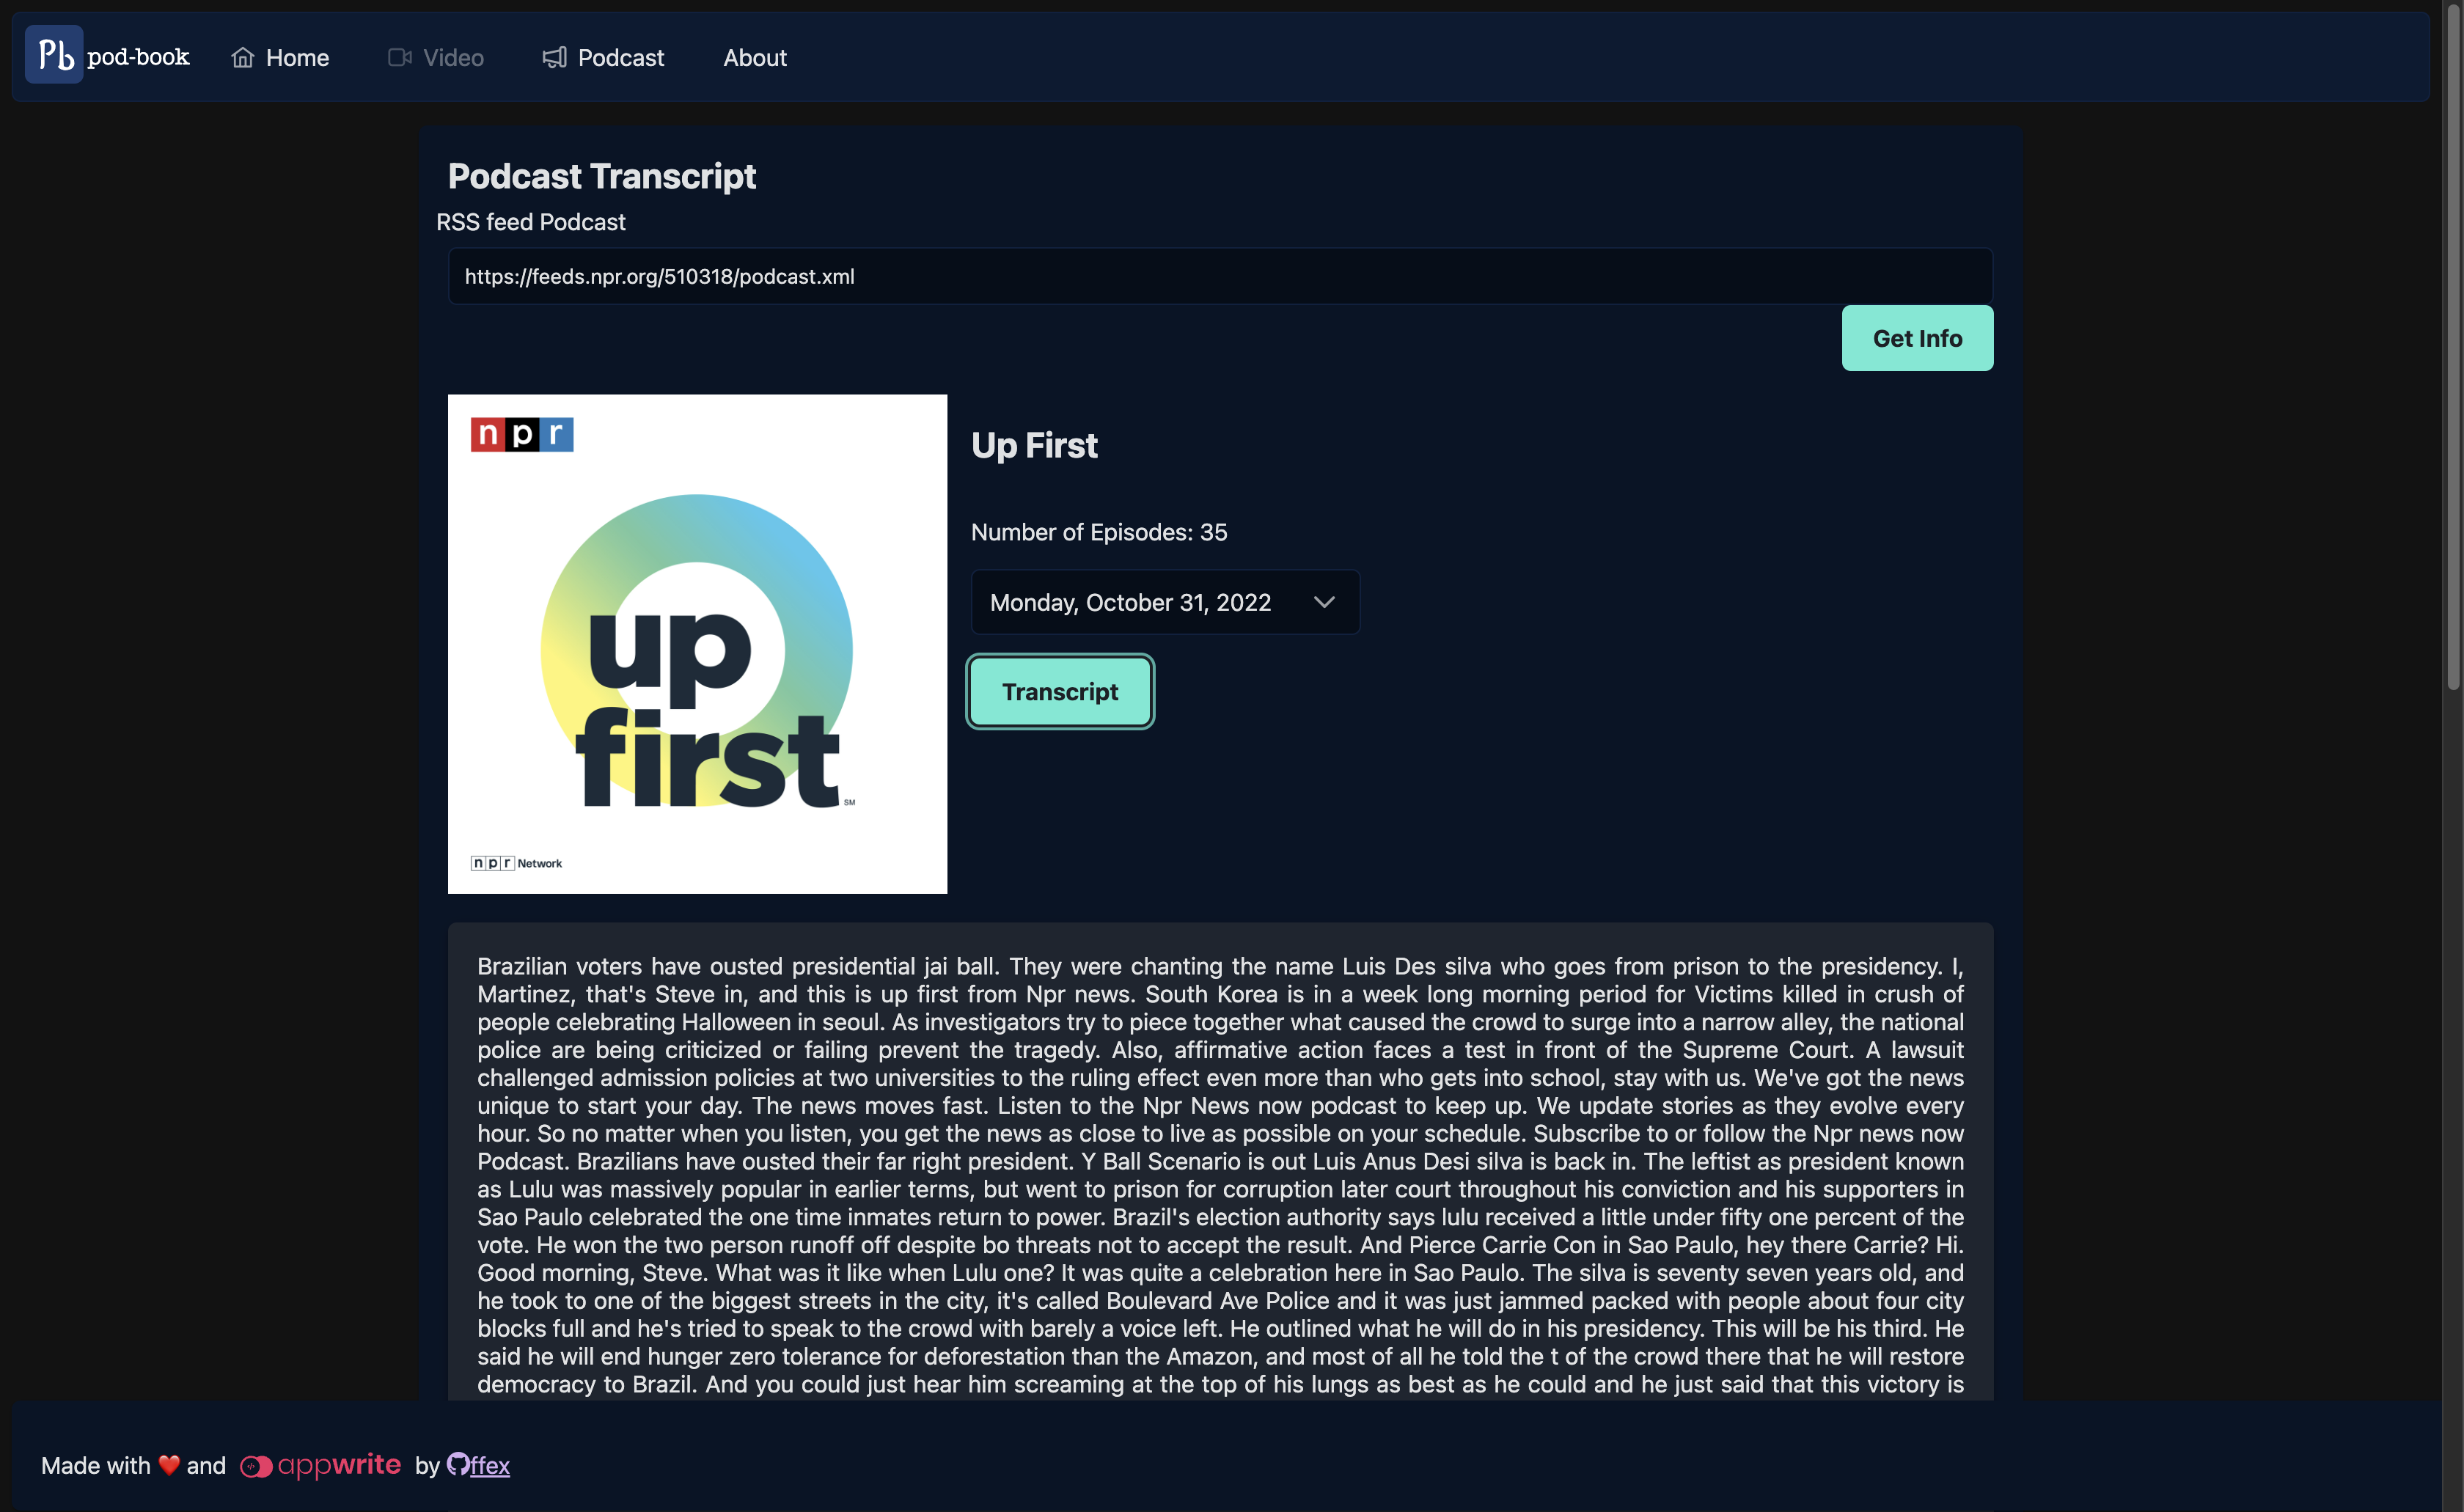 Pb pod-book Home Video Podcast About
Podcast Transcript
RSS feed Podcast
https://feeds.npr.org/510318/podcast.xml
Get Info
npr
up
first
SM
npr Network
Up First
Number of Episodes: 35
Monday, October 31, 2022
Transcript
Brazilian voters have ousted presidential jai ball. They were chanting the name Luis Des silva who goes from prison to the presidency. I,
Martinez, that's Steve in, and this is up first from Npr news. South Korea is in a week long morning period for Victims killed in crush of
people celebrating Halloween in seoul. As investigators try to piece together what caused the crowd to surge into a narrow alley, the national
police are being criticized or failing prevent the tragedy. Also, affirmative action faces a test in front of the Supreme Court. A lawsuit
challenged admission policies at two universities to the ruling effect even more than who gets into school, stay with us. We've got the news
unique to start your day. The news moves fast. Listen to the Npr News now podcast to keep up. We update stories as they evolve every
hour. So no matter when you listen, you get the news as close to live as possible on your schedule. Subscribe to or follow the Npr news now
Podcast. Brazilians have ousted their far right president. Y Ball Scenario is out Luis Anus Desi silva is back in. The leftist as president known
as Lulu was massively popular in earlier terms, but went to prison for corruption later court throughout his conviction and his supporters in
Sao Paulo celebrated the one time inmates return to power. Brazil's election authority says lulu received a little under fifty one percent of the
vote. He won the two person runoff off despite bo threats not to accept the result. And Pierce Carrie Con in Sao Paulo, hey there Carrie? Hi.
Good morning, Steve. What was it like when Lulu one? It was quite a celebration here in Sao Paulo. The silva is seventy seven years old, and
he took to one of the biggest streets in the city, it's called Boulevard Ave Police and it was just jammed packed with people about four city
blocks full and he's tried to speak to the crowd with barely a voice left. He outlined what he will do in his presidency. This will be his third. He
said he will end hunger zero tolerance for deforestation than the Amazon, and most of all he told the t of the crowd there that he will restore
democracy to Brazil. And you could just hear him screaming at the top of his lungs as best as he could and he just said that this victory is
Made with ❤️ and appwrite by ffex